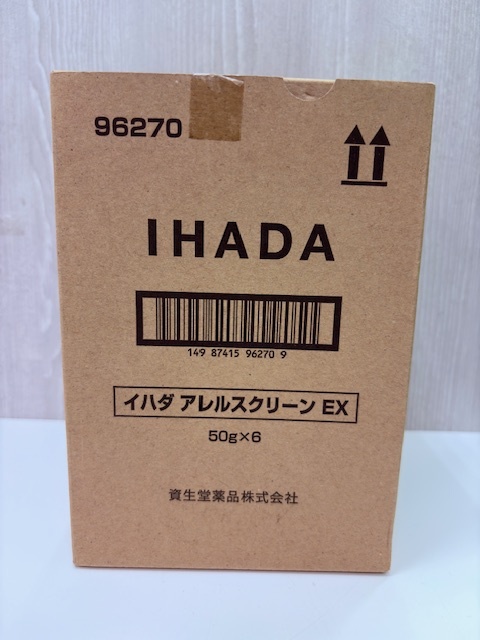 96270
IHADA
149 87415 96270 9
イハダ アレルスクリーン EX
50g×6
資生堂薬品株式会社